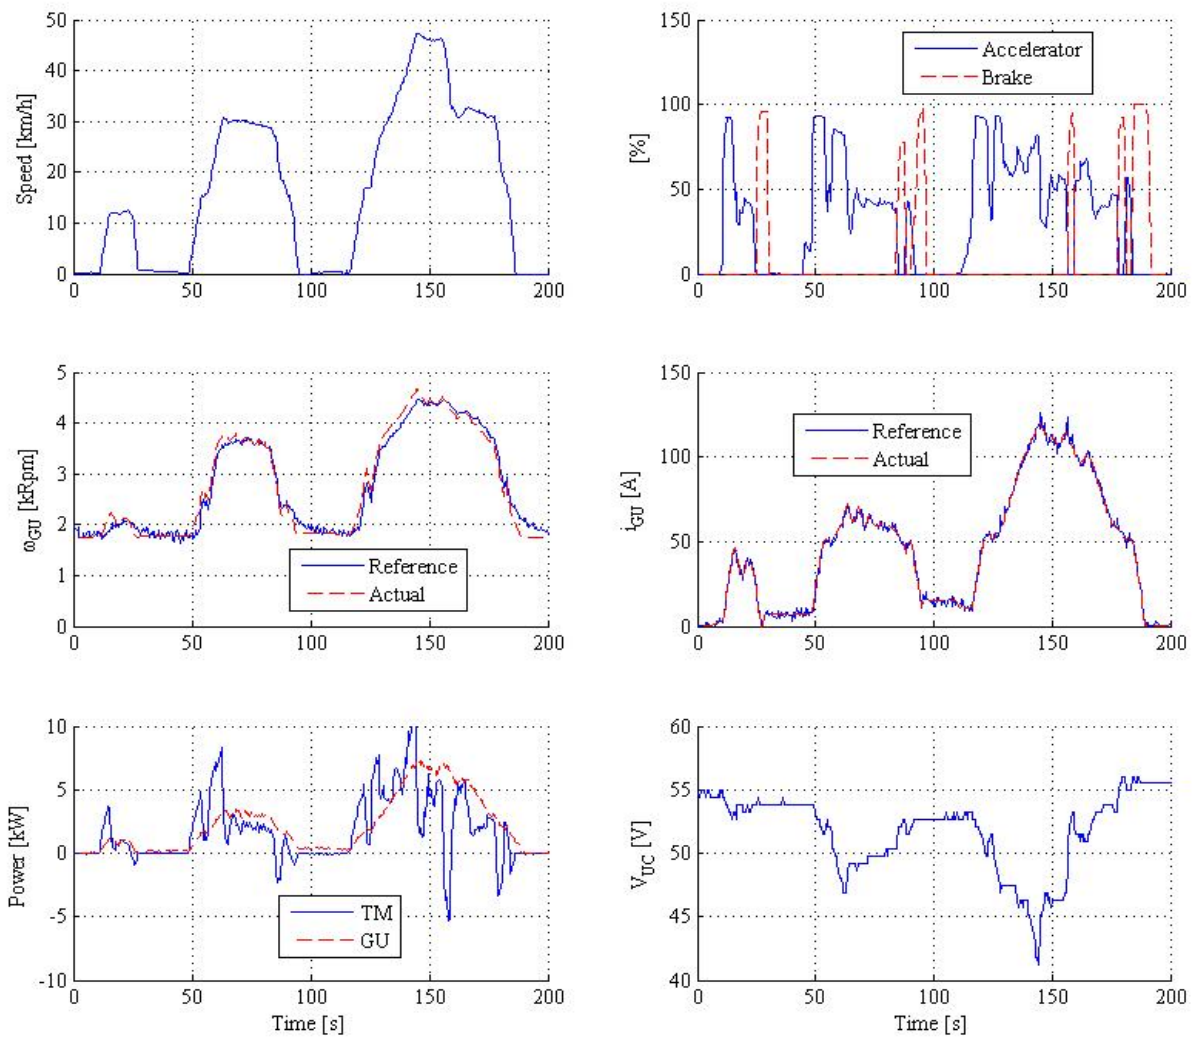 50
40
30
20
10
0
Speed [km/h]
0 50 100 150 200
150
100
50
0
[%]
Accelerator
Brake
0 50 100 150 200
5
4
3
2
1
0
ω_GU [kRpm]
Reference
Actual
0 50 100 150 200
150
100
50
0
i_GU [A]
Reference
Actual
0 50 100 150 200
10
5
0
-5
-10
Power [kW]
TM
GU
0 50 100 150 200
Time [s]
60
55
50
45
40
V_UC [V]
0 50 100 150 200
Time [s]